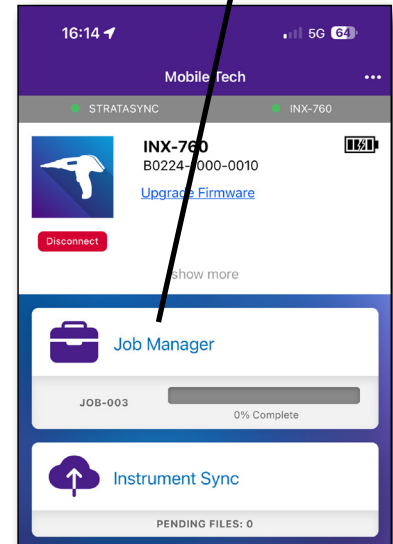 16:14 5G 64
Mobile Tech
STRATASYNC INX-760
INX-760
B0224- 000-0010
Upgrade Firmware
Disconnect
show more
Job Manager
JOB-003
0% Complete
Instrument Sync
PENDING FILES: 0